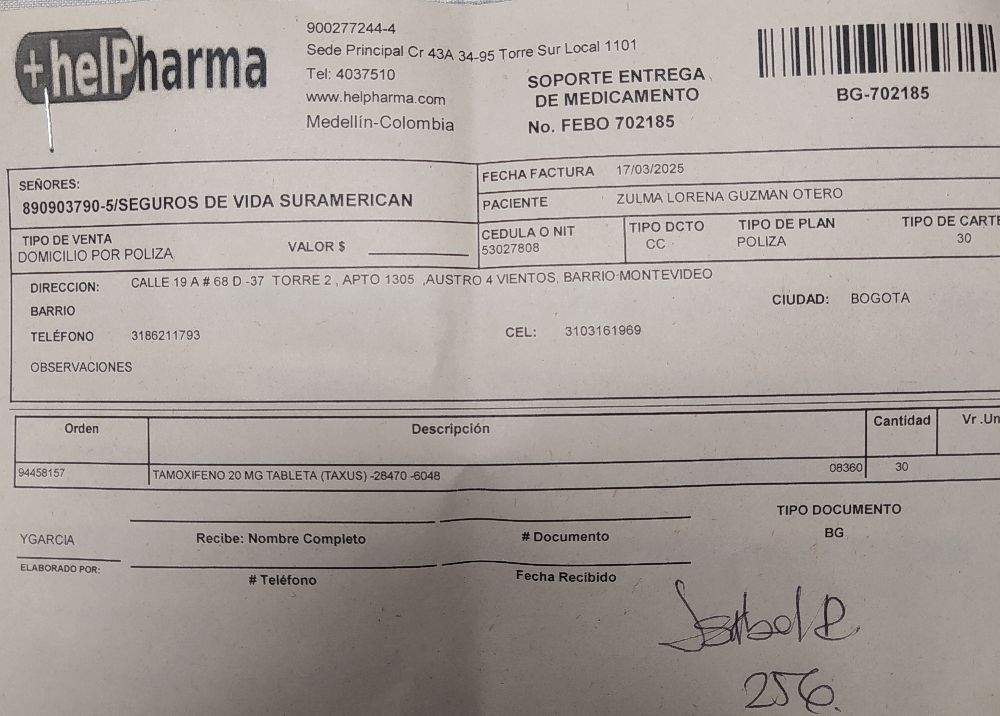 +helPharma
900277244-4
Sede Principal Cr 43A 34-95 Torre Sur Local 1101
Tel: 4037510
www.helpharma.com
Medellín-Colombia
SOPORTE ENTREGA
DE MEDICAMENTO
No. FEBO 702185
BG-702185
SEÑORES:
890903790-5/SEGUROS DE VIDA SURAMERICAN
FECHA FACTURA 17/03/2025
PACIENTE ZULMA LORENA GUZMAN OTERO
TIPO DE VENTA
DOMICILIO POR POLIZA
VALOR $
CEDULA O NIT
53027808
TIPO DCTO
CC
TIPO DE PLAN
POLIZA
TIPO DE CARTE
30
DIRECCION: CALLE 19 A # 68 D -37 TORRE 2 , APTO 1305 ,AUSTRO 4 VIENTOS, BARRIO MONTEVIDEO
BARRIO
CIUDAD: BOGOTA
TELÉFONO 3186211793
CEL: 3103161969
OBSERVACIONES
Orden Descripción Cantidad Vr .Un
94458157 TAMOXIFENO 20 MG TABLETA (TAXUS) -28470 -6048 08360 30
TIPO DOCUMENTO
BG
YGARCIA
ELABORADO POR:
Recibe: Nombre Completo
# Documento
# Teléfono
Fecha Recibido
256.